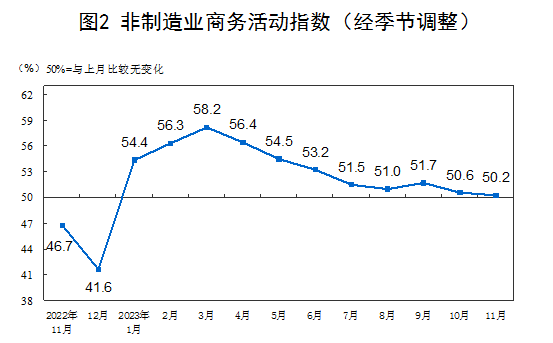 图2 非制造业商务活动指数（经季节调整）
（%）50%=与上月比较无变化
62
59
56
53
50
47
44
41
38
46.7
41.6
54.4
56.3
58.2
56.4
54.5
53.2
51.5
51.0
51.7
50.6
50.2
2022年
11月
12月
2023年
1月
2月
3月
4月
5月
6月
7月
8月
9月
10月
11月